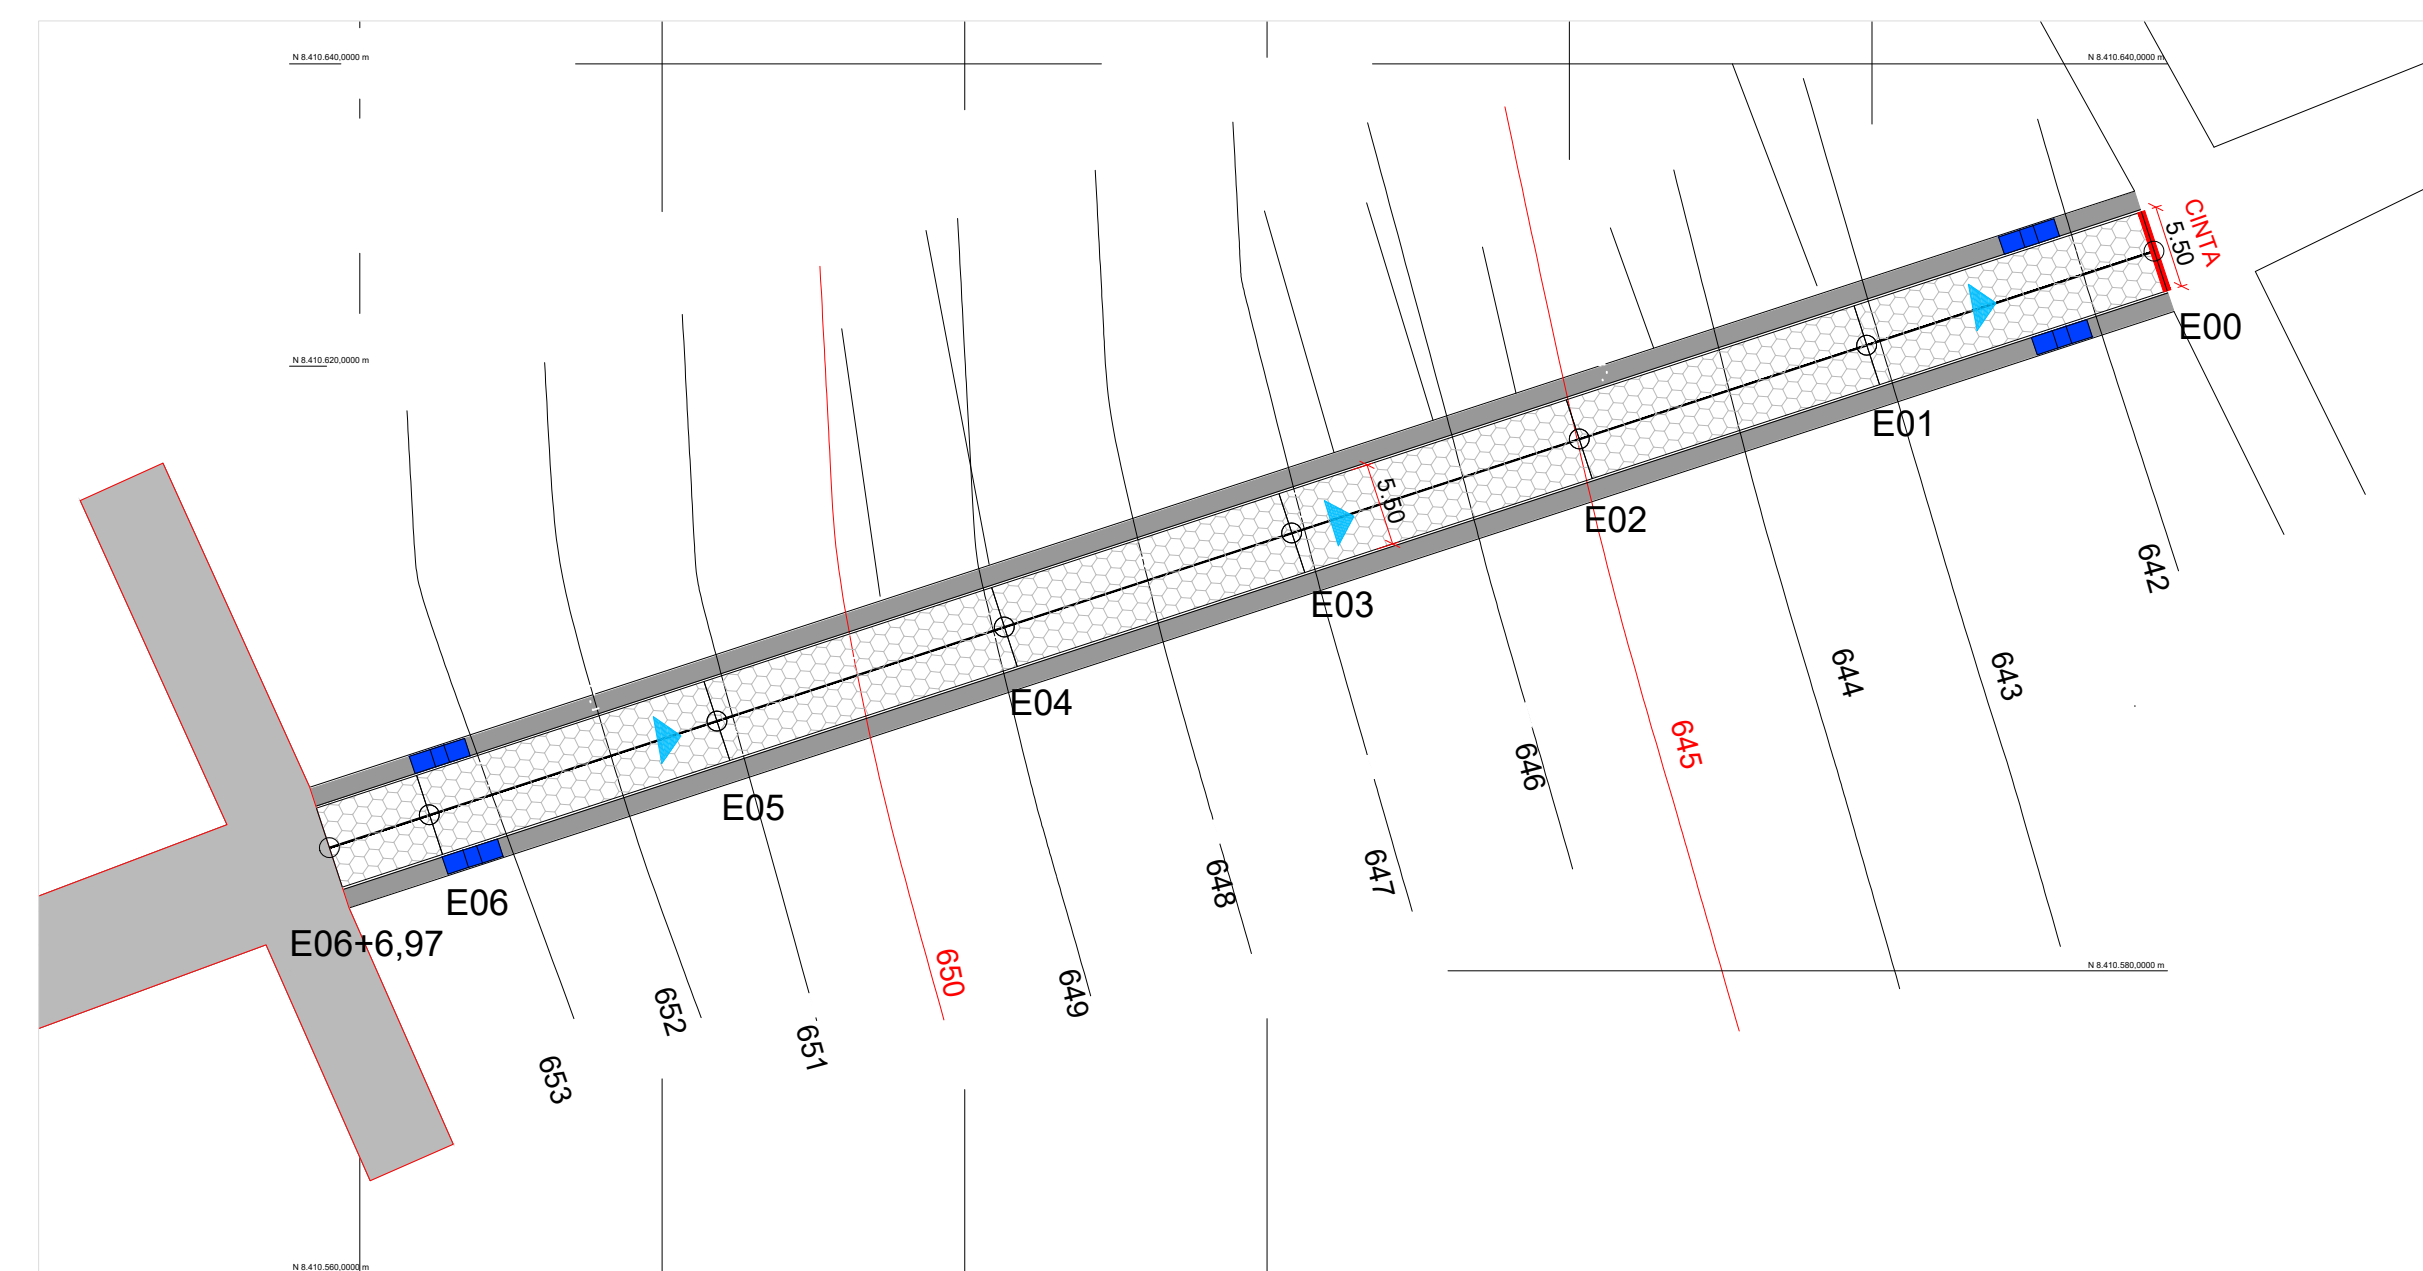 N 8.410.640,0000 m
N 8.410.640,0000 m
CINTA
5.50
E00
N 8.410.620,0000 m
E01
5.50
E02
642
E03
643
644
E04
645
646
E05
647
648
E06
E06+6,97
650
649
N 8.410.580,0000 m
652
651
653
N 8.410.560,0000 m